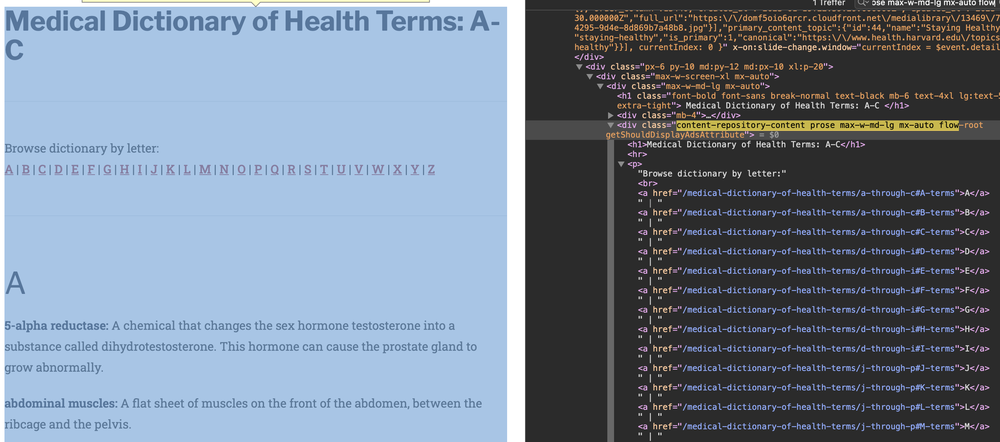 Medical Dictionary of Health Terms: A-
C
Browse dictionary by letter:
A | B | C | D | E | F | G | H | I | J | K | L | M | N | O | P | Q | R | S | T | U | V | W | X | Y | Z
A
5-alpha reductase: A chemical that changes the sex hormone testosterone into a
substance called dihydrotestosterone. This hormone can cause the prostate gland to
grow abnormally.
abdominal muscles: A flat sheet of muscles on the front of the abdomen, between the
ribcage and the pelvis.
1 Treffer
ose max-w-md-lg mx-auto flow
30.000000Z","full_url":"https:\/\/domf5oio6qrcr.cloudfront.net\/medialibrary\/13469\/7
4295-9d4e-8d869b7a48b8.jpg"}],"primary_content_topic":{"id":44,"name":"Staying Healthy
"staying-healthy","is_primary":1,"canonical":"https:\/\/www.health.harvard.edu\/topics
healthy"}}], currentIndex: 0 }" x-on:slide-change.window="currentIndex = $event.detail
</div>
<div class="px-6 py-10 md:py-12 md:px-10 xl:p-20">
<div class="max-w-screen-xl mx-auto">
<div class="max-w-md-lg mx-auto">
<h1 class="font-bold font-sans break-normal text-black mb-6 text-4xl lg:text-5
extra-tight"> Medical Dictionary of Health Terms: A-C </h1>
<div class="mb-4">…</div>
<div class="content-repository-content prose max-w-md-lg mx-auto flow-root
getShouldDisplayAdsAttribute"> = $0
<h1>Medical Dictionary of Health Terms: A-C</h1>
<hr>
<p>
"Browse dictionary by letter:"
<br>
<a href="/medical-dictionary-of-health-terms/a-through-c#A-terms">A</a>
" | "
<a href="/medical-dictionary-of-health-terms/a-through-c#B-terms">B</a>
" | "
<a href="/medical-dictionary-of-health-terms/a-through-c#C-terms">C</a>
" | "
<a href="/medical-dictionary-of-health-terms/d-through-i#D-terms">D</a>
" | "
<a href="/medical-dictionary-of-health-terms/d-through-i#E-terms">E</a>
" | "
<a href="/medical-dictionary-of-health-terms/d-through-i#F-terms">F</a>
" | "
<a href="/medical-dictionary-of-health-terms/d-through-i#G-terms">G</a>
" | "
<a href="/medical-dictionary-of-health-terms/d-through-i#H-terms">H</a>
" | "
<a href="/medical-dictionary-of-health-terms/d-through-i#I-terms">I</a>
" | "
<a href="/medical-dictionary-of-health-terms/j-through-p#J-terms">J</a>
" | "
<a href="/medical-dictionary-of-health-terms/j-through-p#K-terms">K</a>
" | "
<a href="/medical-dictionary-of-health-terms/j-through-p#L-terms">L</a>
" | "
<a href="/medical-dictionary-of-health-terms/j-through-p#M-terms">M</a>
" | "